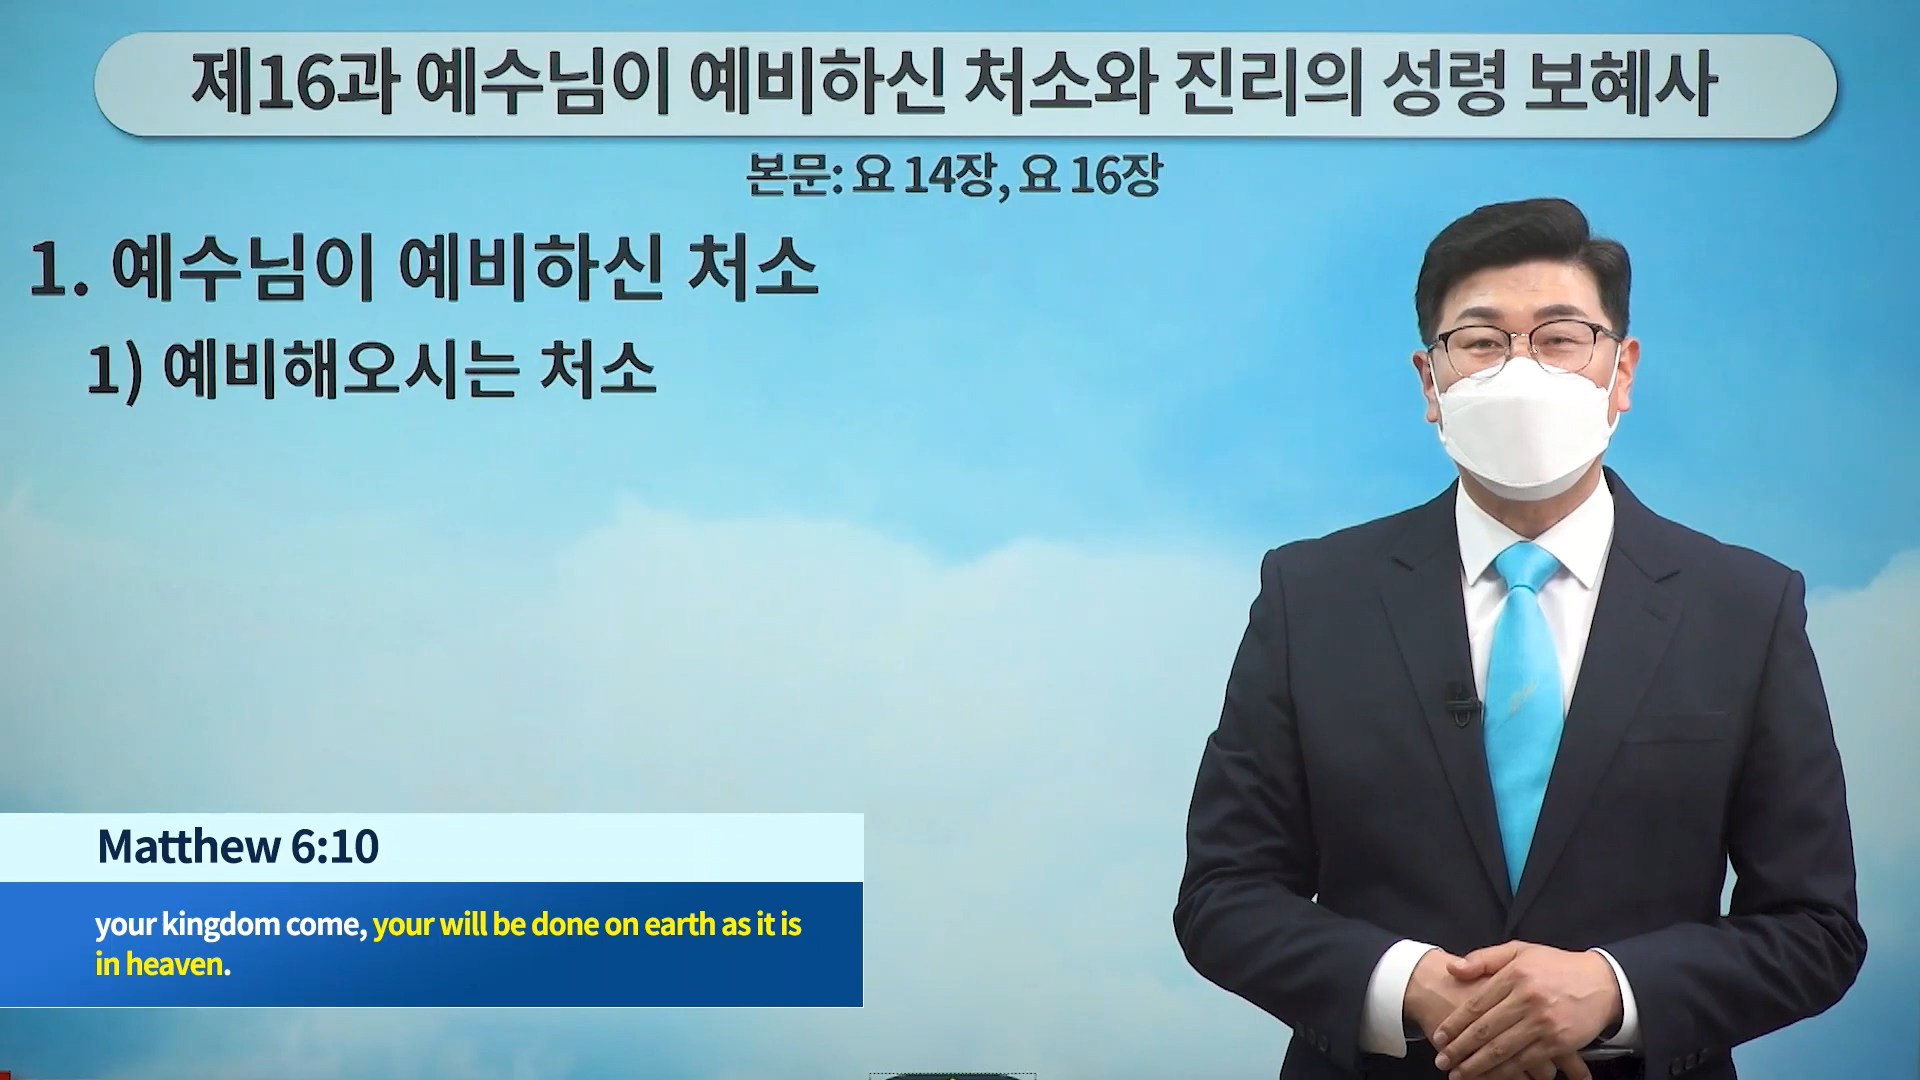 제16과 예수님이 예비하신 처소와 진리의 성령 보혜사
본문: 요 14장, 요 16장
1. 예수님이 예비하신 처소
1) 예비해오시는 처소
Matthew 6:10
your kingdom come, your will be done on earth as it is
in heaven.